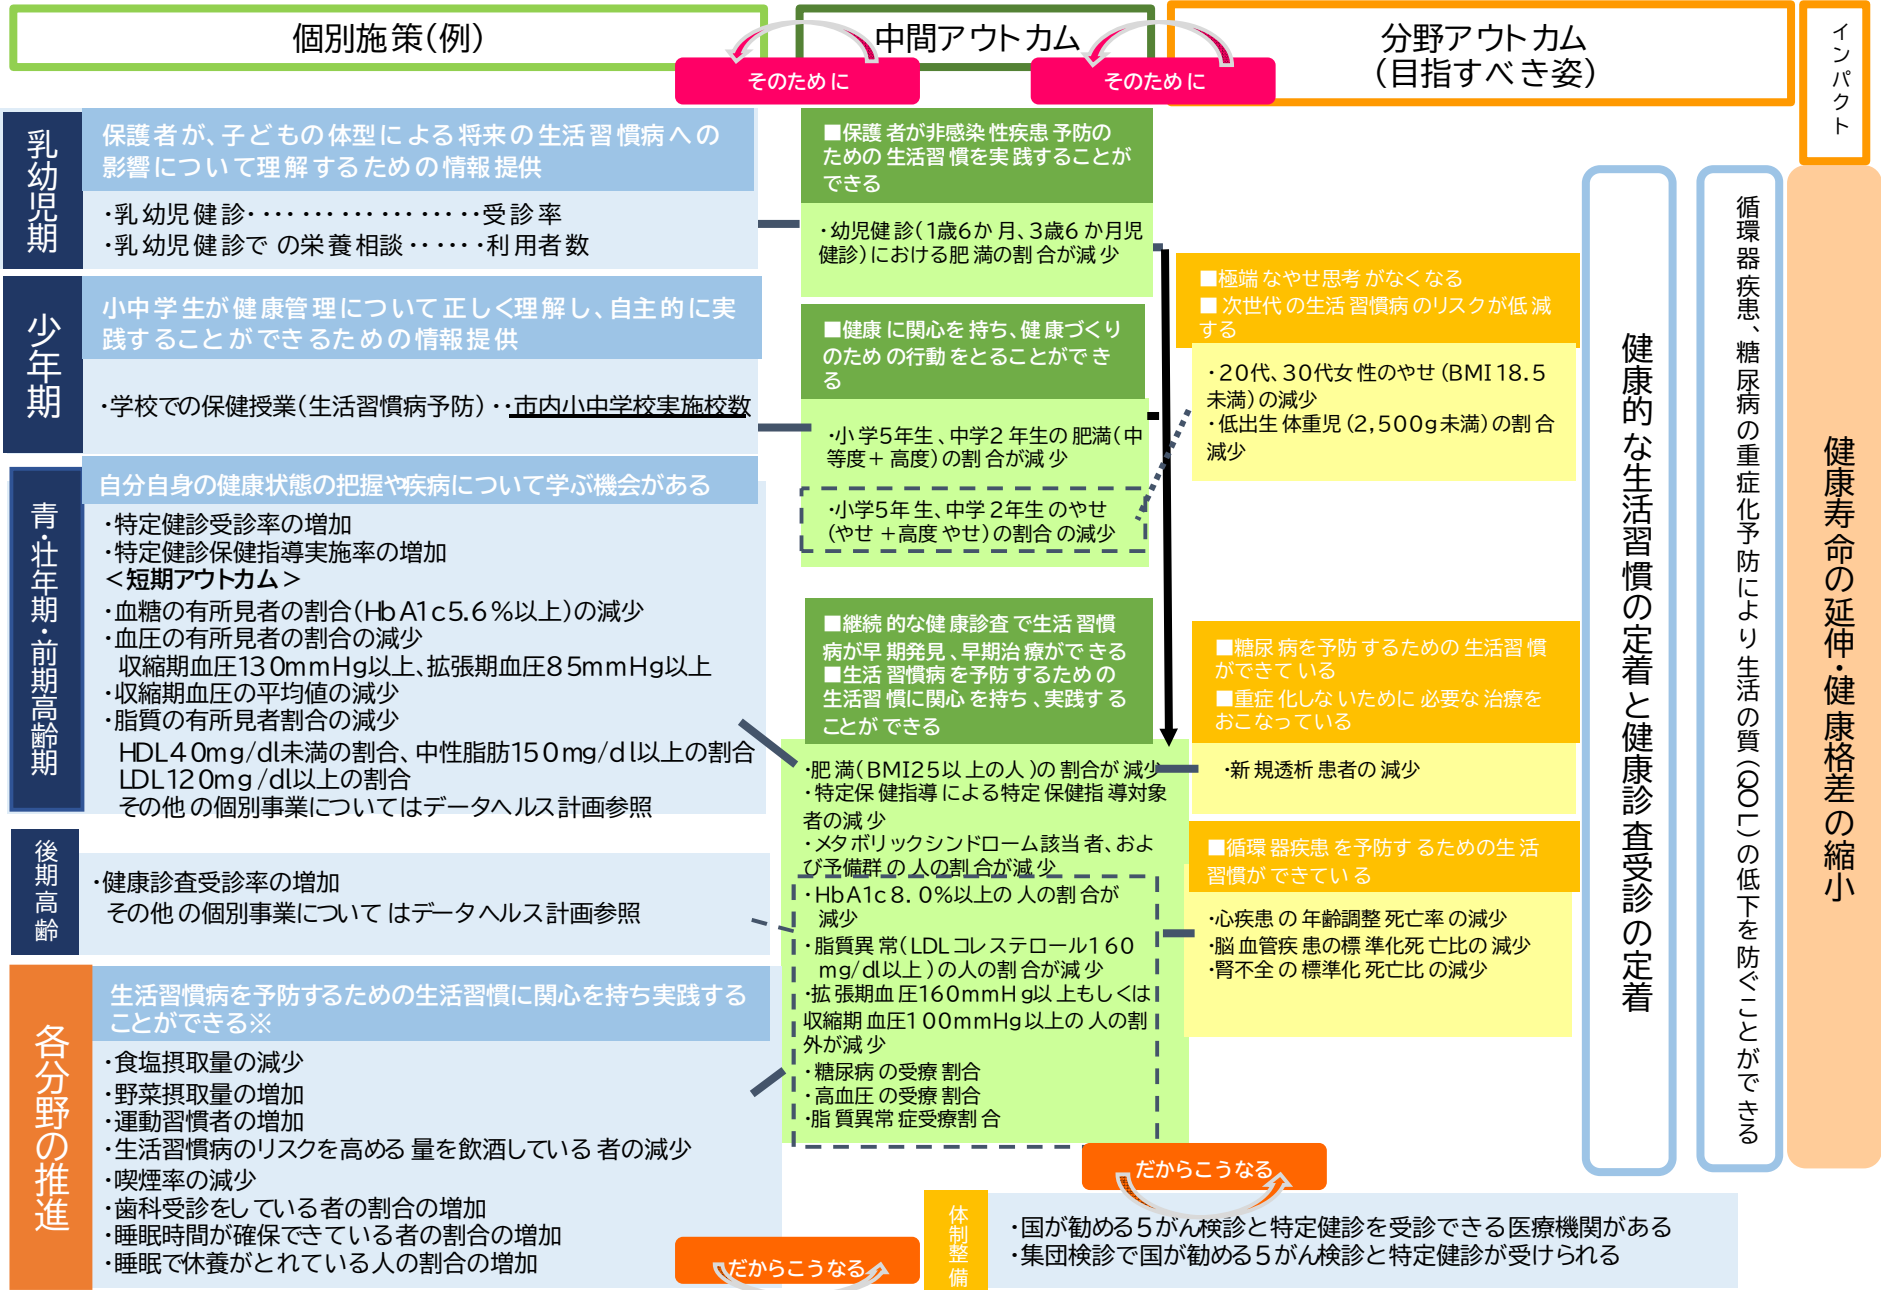 個別施策（例）
中間アウトカム
分野アウトカム
（目指すべき姿）
インパクト
そのために
そのために
乳幼児期
保護者が、子どもの体型による将来の生活習慣病への
影響について理解するための情報提供
・乳幼児健診・・・・・・・・・・・・・・・・・・受診率
・乳幼児健診での栄養相談・・・・・・利用者数
少年期
小中学生が健康管理について正しく理解し、自主的に実
践することができるための情報提供
・学校での保健授業（生活習慣病予防）・・市内小中学校実施校数
青・壮年期・前期高齢期
自分自身の健康状態の把握や疾病について学ぶ機会がある
・特定健診受診率の増加
・特定健診保健指導実施率の増加
＜短期アウトカム＞
・血糖の有所見者の割合（HbA1c5.6％以上）の減少
・血圧の有所見者の割合の減少
収縮期血圧130mmHg以上、拡張期血圧85mmHg以上
・収縮期血圧の平均値の減少
・脂質の有所見者割合の減少
HDL40mg/dl未満の割合、中性脂肪150mg/dl以上の割合
LDL120mg/dl以上の割合
その他の個別事業についてはデータヘルス計画参照
後期高齢
・健康診査受診率の増加
その他の個別事業についてはデータヘルス計画参照
各分野の推進
生活習慣病を予防するための生活習慣に関心を持ち実践する
ことができる※
・食塩摂取量の減少
・野菜摂取量の増加
・運動習慣者の増加
・生活習慣病のリスクを高める量を飲酒している者の減少
・喫煙率の減少
・歯科受診をしている者の割合の増加
・睡眠時間が確保できている者の割合の増加
・睡眠で休養がとれている人の割合の増加
■保護者が非感染性疾患予防の
ための生活習慣を実践することが
できる
・幼児健診（1歳6か月、3歳6か月児
健診）における肥満の割合が減少
■健康に関心を持ち、健康づくり
のための行動をとることができ
る
・小学5年生、中学2年生の肥満（中
等度＋高度）の割合が減少
・小学5年生、中学2年生のやせ
（やせ＋高度やせ）の割合の減少
■継続的な健康診査で生活習慣
病が早期発見、早期治療ができる
■生活習慣病を予防するための
生活習慣に関心を持ち、実践する
ことができる
・肥満（BMI25以上の人）の割合が減少
・特定保健指導による特定保健指導対象
者の減少
・メタボリックシンドローム該当者、およ
び予備群の人の割合が減少
・HbA1c8.0%以上の人の割合が
減少
・脂質異常（LDLコレステロール160
mg/dl以上）の人の割合が減少
・拡張期血圧160mmHg以上もしくは
収縮期血圧100mmHg以上の人の割
外が減少
・糖尿病の受療割合
・高血圧の受療割合
・脂質異常症受療割合
■極端なやせ思考がなくなる
■次世代の生活習慣病のリスクが低減
する
・20代、30代女性のやせ（BMI18.5
未満）の減少
・低出生体重児（2,500g未満）の割合
減少
■糖尿病を予防するための生活習慣
ができている
■重症化しないために必要な治療を
おこなっている
・新規透析患者の減少
■循環器疾患を予防するための生活
習慣ができている
・心疾患の年齢調整死亡率の減少
・脳血管疾患の標準化死亡比の減少
・腎不全の標準化死亡比の減少
健康的な生活習慣の定着と健康診査受診の定着
循環器疾患、糖尿病の重症化予防により生活の質（QOL）の低下を防ぐことができる
健康寿命の延伸・健康格差の縮小
だからこうなる
だからこうなる
体制整備
・国が勧める5がん検診と特定健診を受診できる医療機関がある
・集団検診で国が勧める5がん検診と特定健診が受けられる